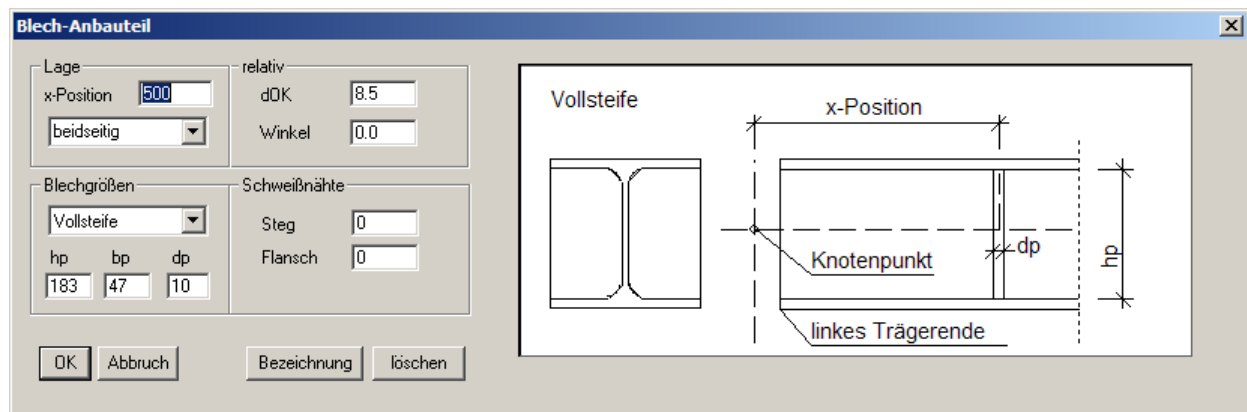 Blech-Anbauteil
Lage
x-Position 500
beidseitig
relativ
dOK 8.5
Winkel 0.0
Blechgrößen
Vollsteife
hp bp dp
183 47 10
Schweißnähte
Steg 0
Flansch 0
OK Abbruch Bezeichnung löschen
Vollsteife
x-Position
dp
hp
Knotenpunkt
linkes Trägerende